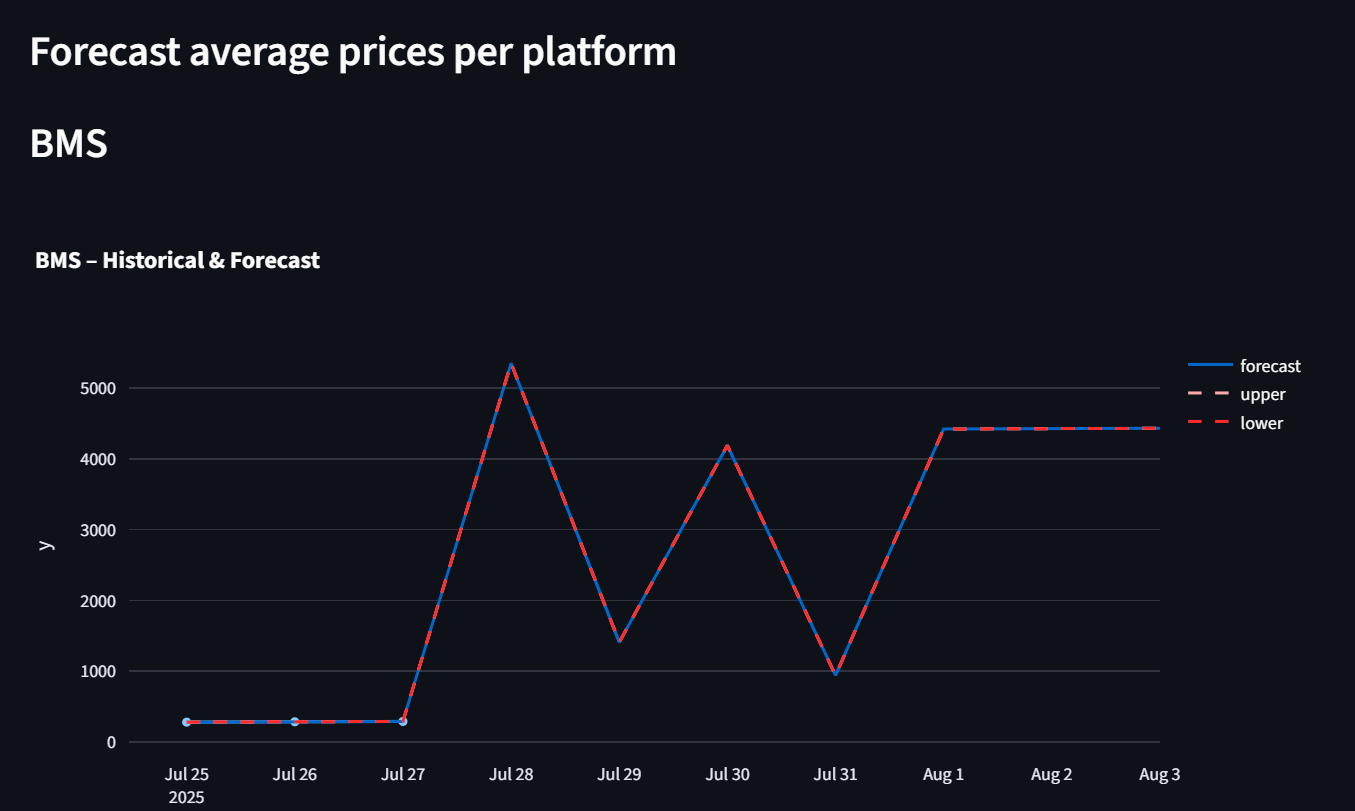 Forecast average prices per platform
BMS
BMS – Historical & Forecast
forecast
upper
lower
5000
4000
3000
2000
1000
0
y
Jul 25
2025
Jul 26
Jul 27
Jul 28
Jul 29
Jul 30
Jul 31
Aug 1
Aug 2
Aug 3